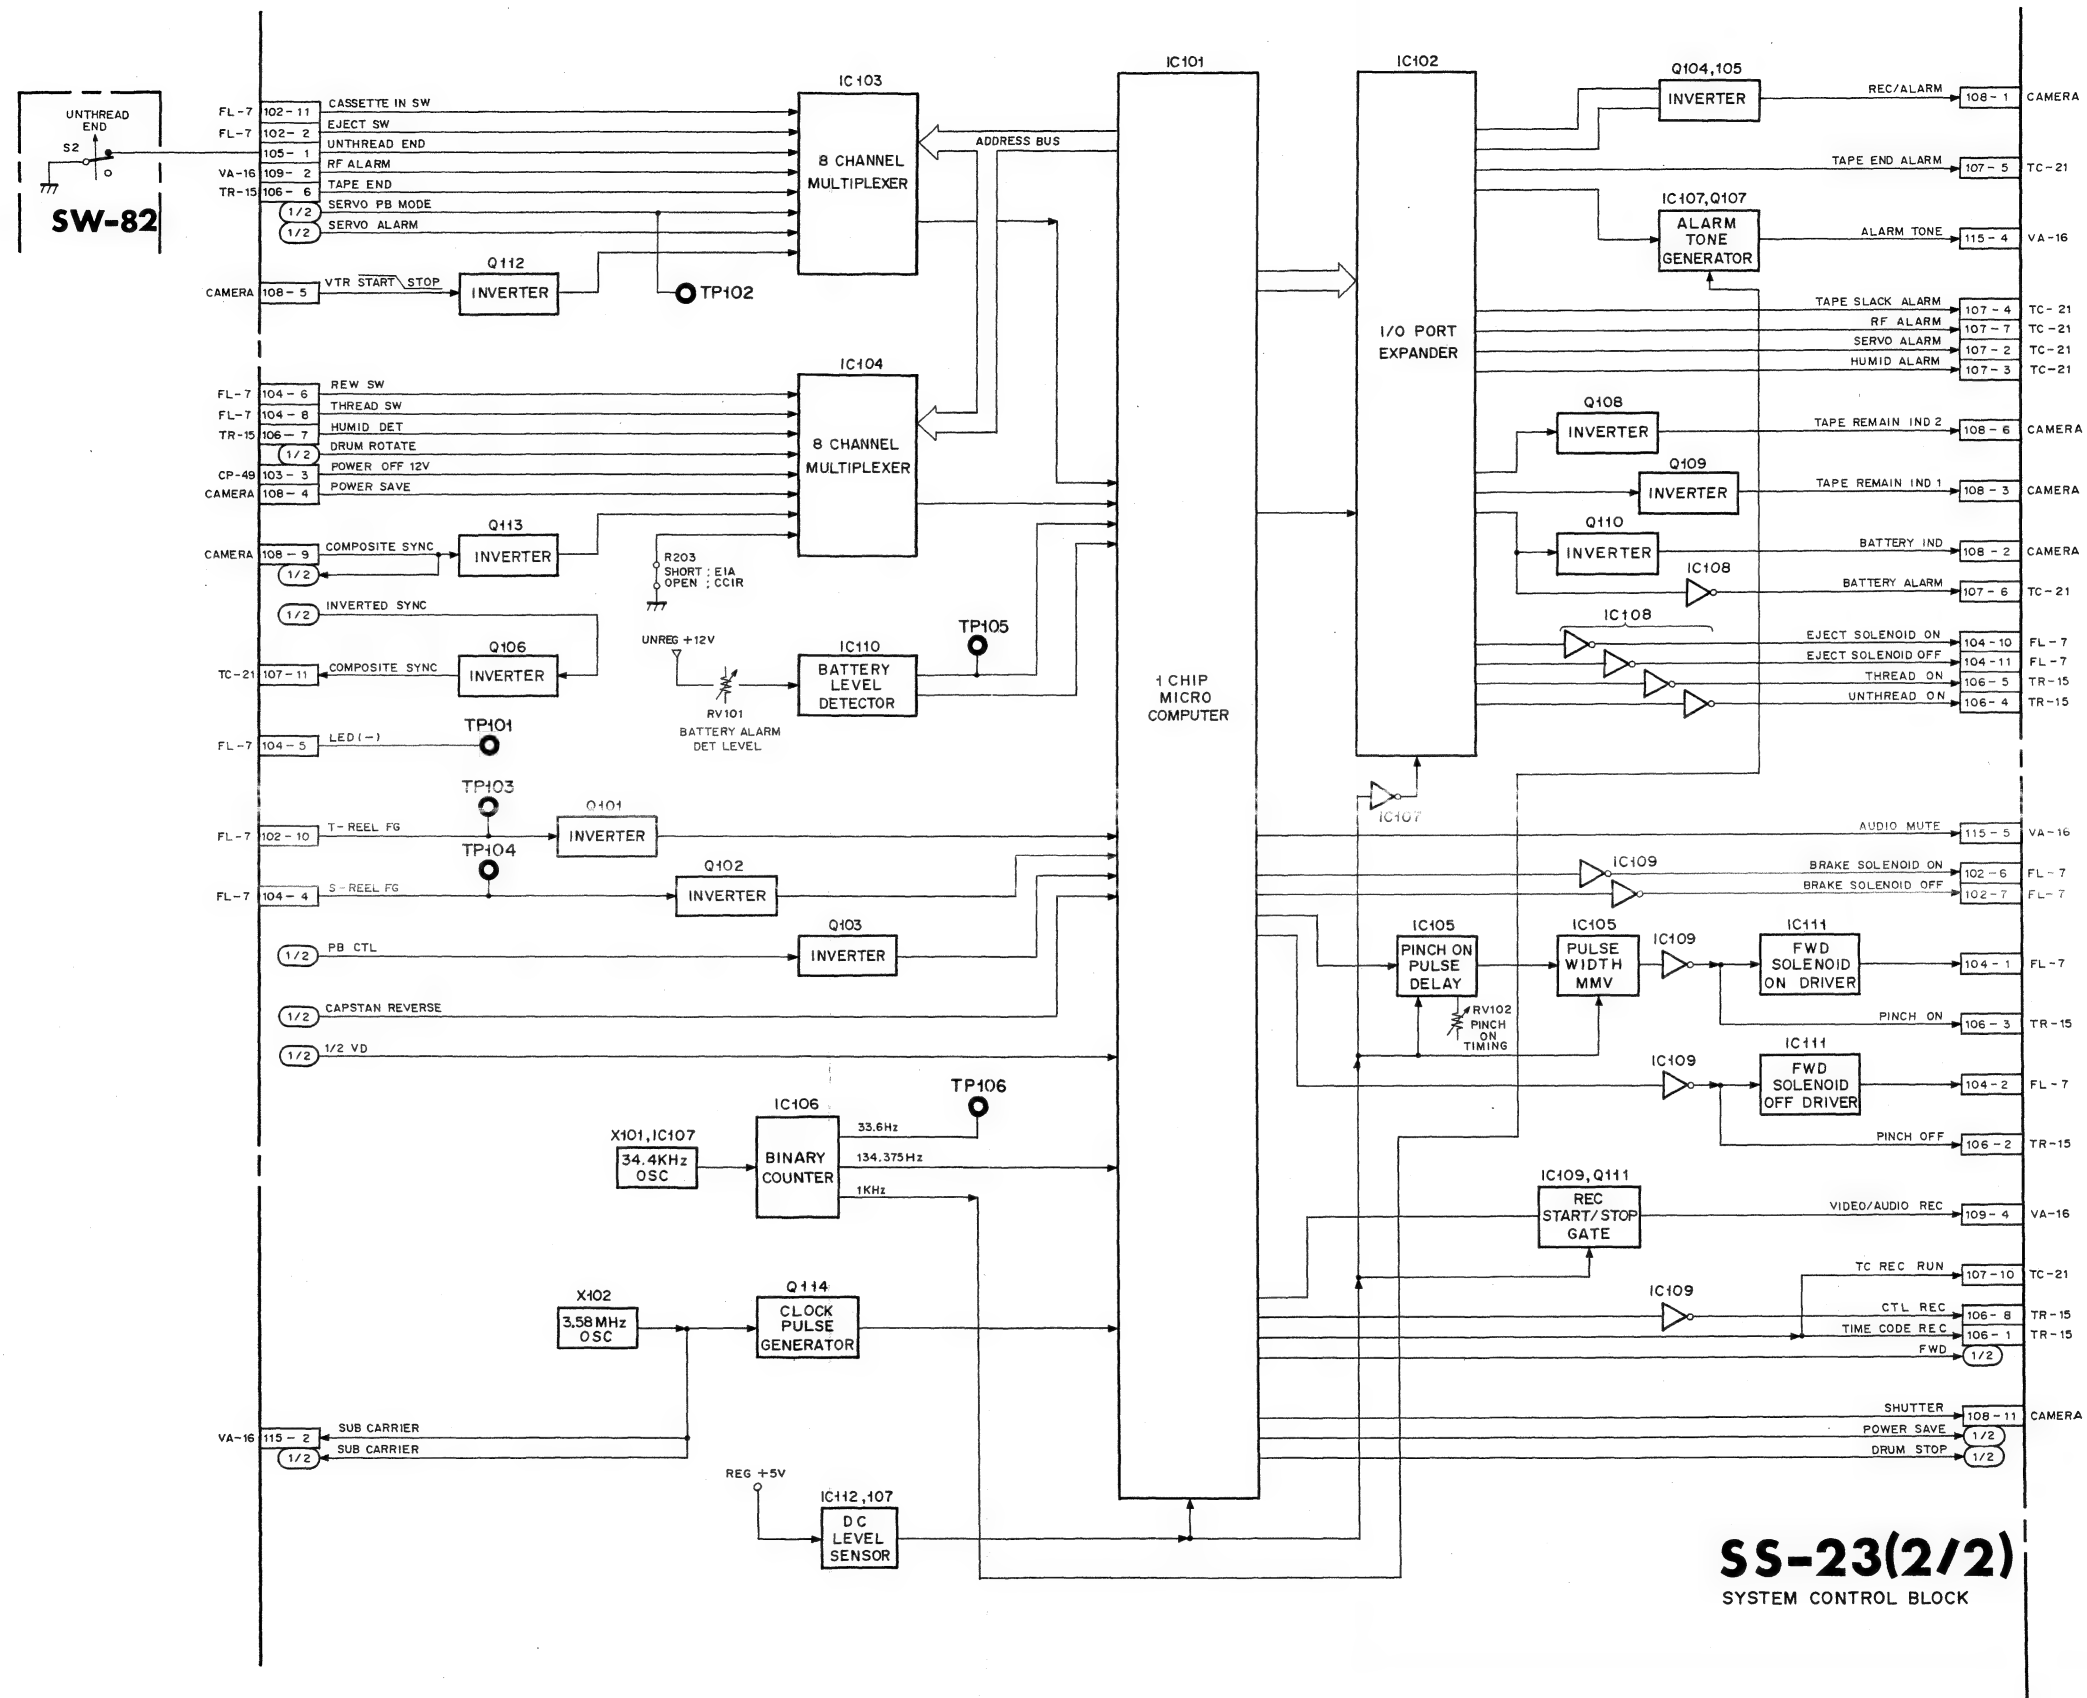 SW-82
UNTHREAD
END
S2
FL-7 102-11 CASSETTE IN SW
FL-7 102-2 EJECT SW
105-1 UNTHREAD END
VA-16 109-2 RF ALARM
TR-15 106-6 TAPE END
1/2 SERVO PB MODE
1/2 SERVO ALARM
CAMERA 108-5 VTR START\STOP
Q112
INVERTER
TP102
IC103
8 CHANNEL
MULTIPLEXER
ADDRESS BUS
FL-7 104-6 REW SW
FL-7 104-8 THREAD SW
TR-15 106-7 HUMID DET
1/2 DRUM ROTATE
CP-49 103-3 POWER OFF 12V
CAMERA 108-4 POWER SAVE
IC104
8 CHANNEL
MULTIPLEXER
CAMERA 108-9 COMPOSITE SYNC
1/2
Q113
INVERTER
R203
SHORT : EIA
OPEN : CCIR
1/2 INVERTED SYNC
TC-21 107-11 COMPOSITE SYNC
Q106
INVERTER
UNREG +12V
RV101
BATTERY ALARM
DET LEVEL
IC110
BATTERY
LEVEL
DETECTOR
TP105
FL-7 104-5 LED(-)
TP101
TP103
FL-7 102-10 T-REEL FG
Q101
INVERTER
TP104
FL-7 104-4 S-REEL FG
Q102
INVERTER
1/2 PB CTL
Q103
INVERTER
1/2 CAPSTAN REVERSE
1/2 1/2 VD
X101,IC107
34.4KHz
OSC
IC106
BINARY
COUNTER
33.6Hz
134.375Hz
1KHz
TP106
X102
3.58MHz
OSC
Q114
CLOCK
PULSE
GENERATOR
VA-16 115-2 SUB CARRIER
1/2 SUB CARRIER
REG +5V
IC112,107
DC
LEVEL
SENSOR
IC101
1 CHIP
MICRO
COMPUTER
IC102
I/O PORT
EXPANDER
IC107
Q104,105
INVERTER
REC/ALARM 108-1 CAMERA
TAPE END ALARM 107-5 TC-21
IC107,Q107
ALARM
TONE
GENERATOR
ALARM TONE 115-4 VA-16
TAPE SLACK ALARM 107-4 TC-21
RF ALARM 107-7 TC-21
SERVO ALARM 107-2 TC-21
HUMID ALARM 107-3 TC-21
Q108
INVERTER
TAPE REMAIN IND 2 108-6 CAMERA
Q109
INVERTER
TAPE REMAIN IND 1 108-3 CAMERA
Q110
INVERTER
BATTERY IND 108-2 CAMERA
IC108
BATTERY ALARM 107-6 TC-21
IC108
EJECT SOLENOID ON 104-10 FL-7
EJECT SOLENOID OFF 104-11 FL-7
THREAD ON 106-5 TR-15
UNTHREAD ON 106-4 TR-15
AUDIO MUTE 115-5 VA-16
IC109
BRAKE SOLENOID ON 102-6 FL-7
BRAKE SOLENOID OFF 102-7 FL-7
IC105
PINCH ON
PULSE
DELAY
RV102
PINCH
ON
TIMING
IC105
PULSE
WIDTH
MMV
IC109
IC111
FWD
SOLENOID
ON DRIVER
104-1 FL-7
PINCH ON 106-3 TR-15
IC109
IC111
FWD
SOLENOID
OFF DRIVER
104-2 FL-7
PINCH OFF 106-2 TR-15
IC109,Q111
REC
START/STOP
GATE
VIDEO/AUDIO REC 109-4 VA-16
TC REC RUN 107-10 TC-21
IC109
CTL REC 106-8 TR-15
TIME CODE REC 106-1 TR-15
FWD 1/2
SHUTTER 108-11 CAMERA
POWER SAVE 1/2
DRUM STOP 1/2
SS-23(2/2)
SYSTEM CONTROL BLOCK